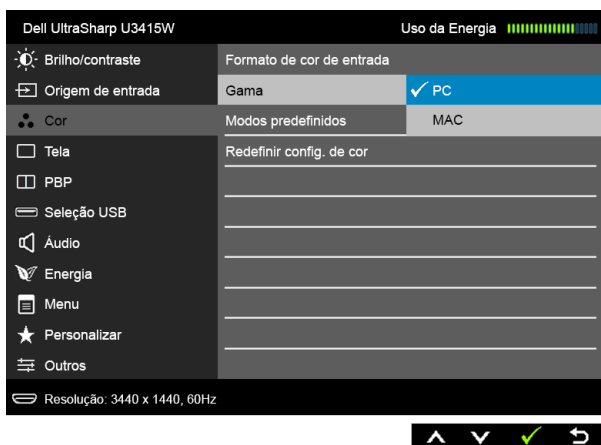 Dell UltraSharp U3415W
Uso da Energia
Brilho/contraste
Formato de cor de entrada
Origem de entrada
Gama
PC
Cor
Modos predefinidos
MAC
Tela
Redefinir config. de cor
PBP
Seleção USB
Áudio
Energia
Menu
Personalizar
Outros
Resolução: 3440 x 1440, 60Hz